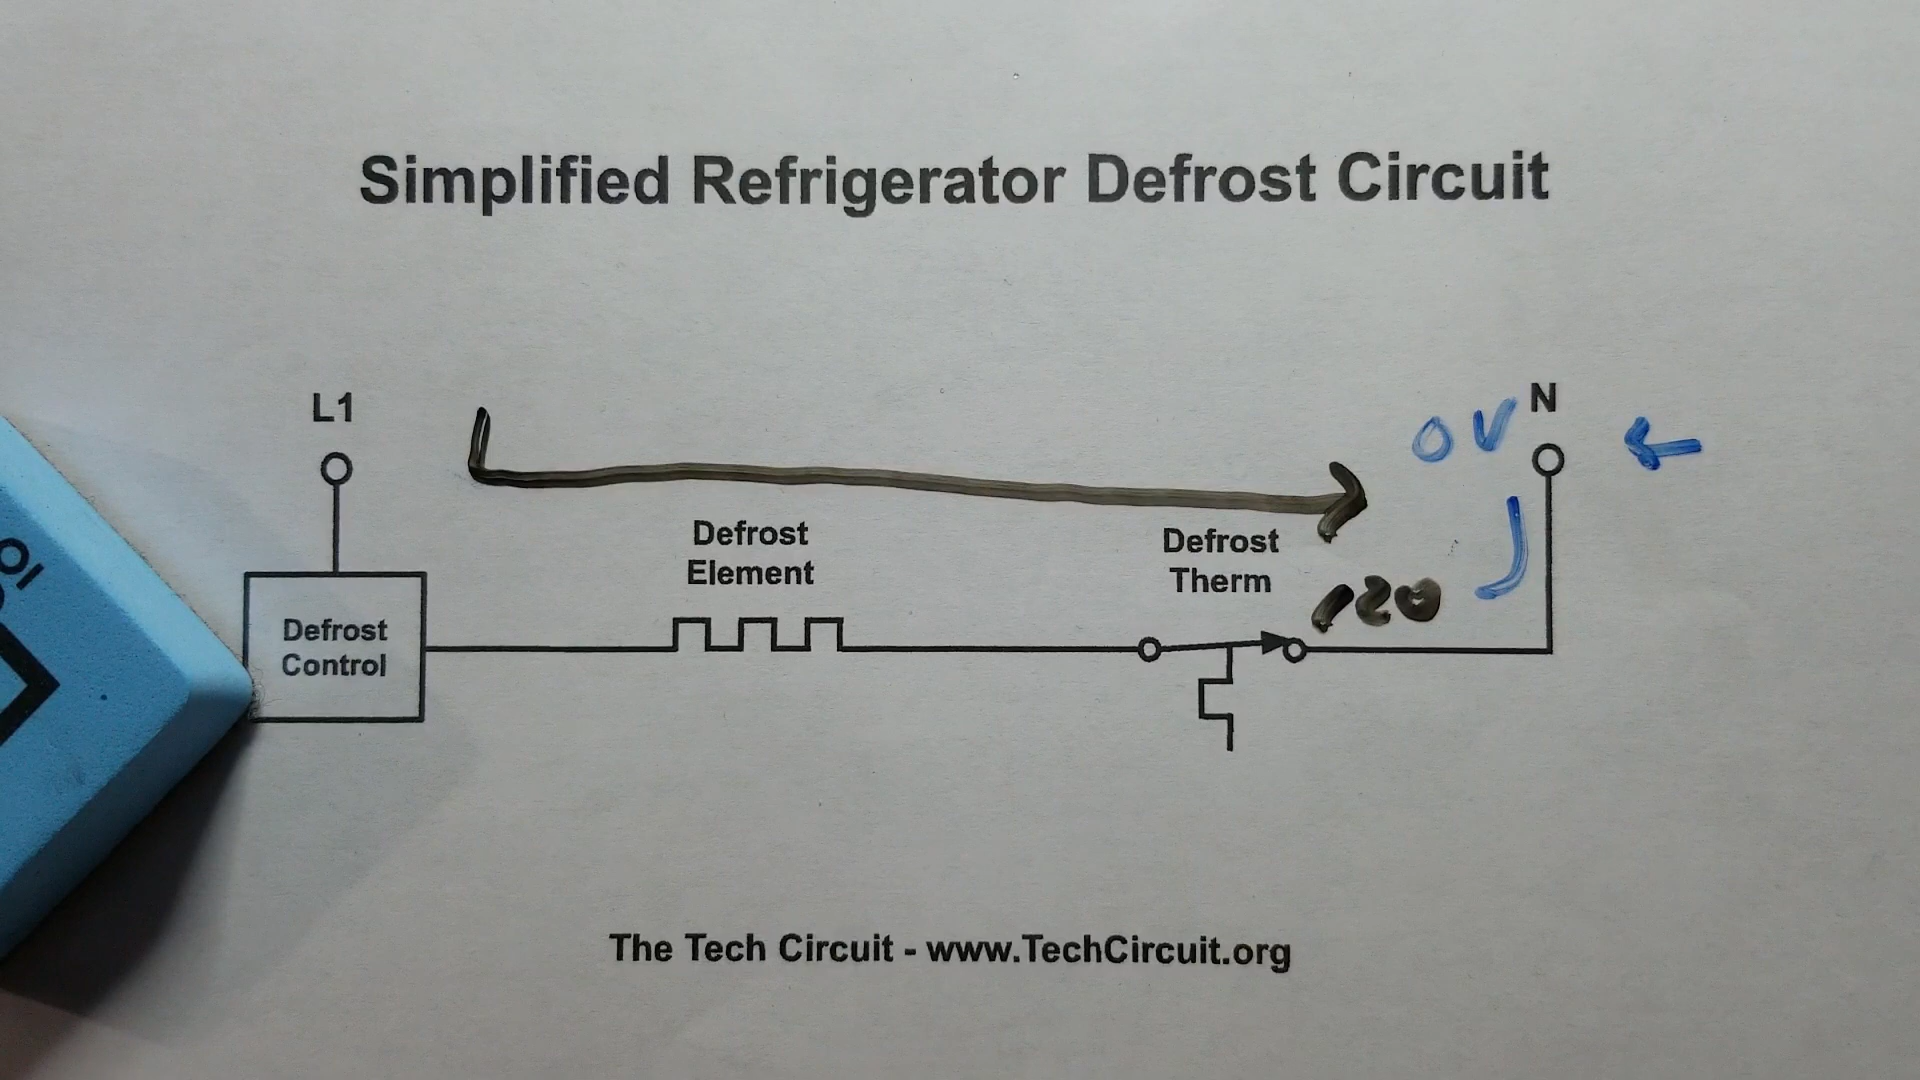 Simplified Refrigerator Defrost Circuit
L1
N
0V
Defrost
Element
Defrost
Therm
120
Defrost
Control
The Tech Circuit - www.TechCircuit.org